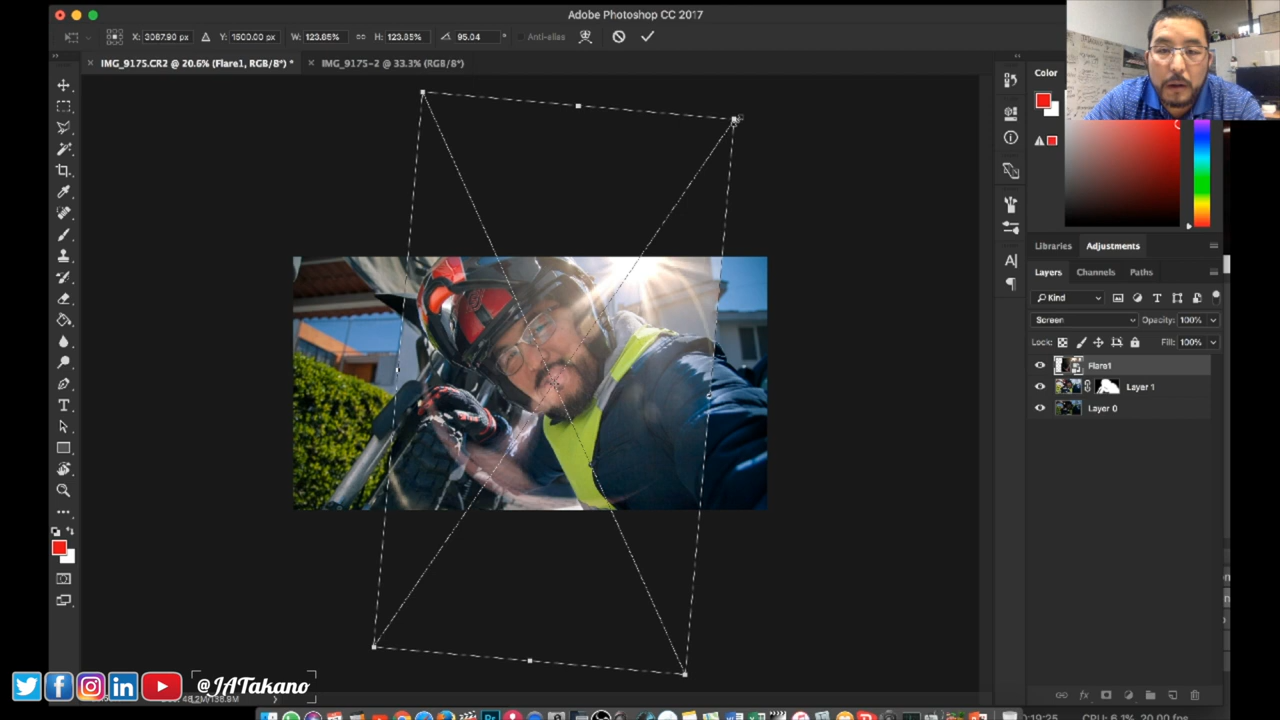 Adobe Photoshop CC 2017
X: 3087.90 px Y: 1500.00 px W: 123.85% H: 123.85% 95.04 ° Anti-alias
IMG_9175.CR2 @ 20.6% (Flare1, RGB/8*) *
IMG_9175-2 @ 33.3% (RGB/8*)
Color
Libraries Adjustments
Layers Channels Paths
Kind
Screen Opacity: 100%
Lock: Fill: 100%
Flare1
Layer 1
Layer 0
@JATakano